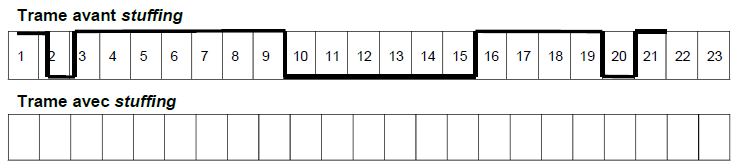 Trame avant stuffing
1 2 3 4 5 6 7 8 9 10 11 12 13 14 15 16 17 18 19 20 21 22 23
Trame avec stuffing